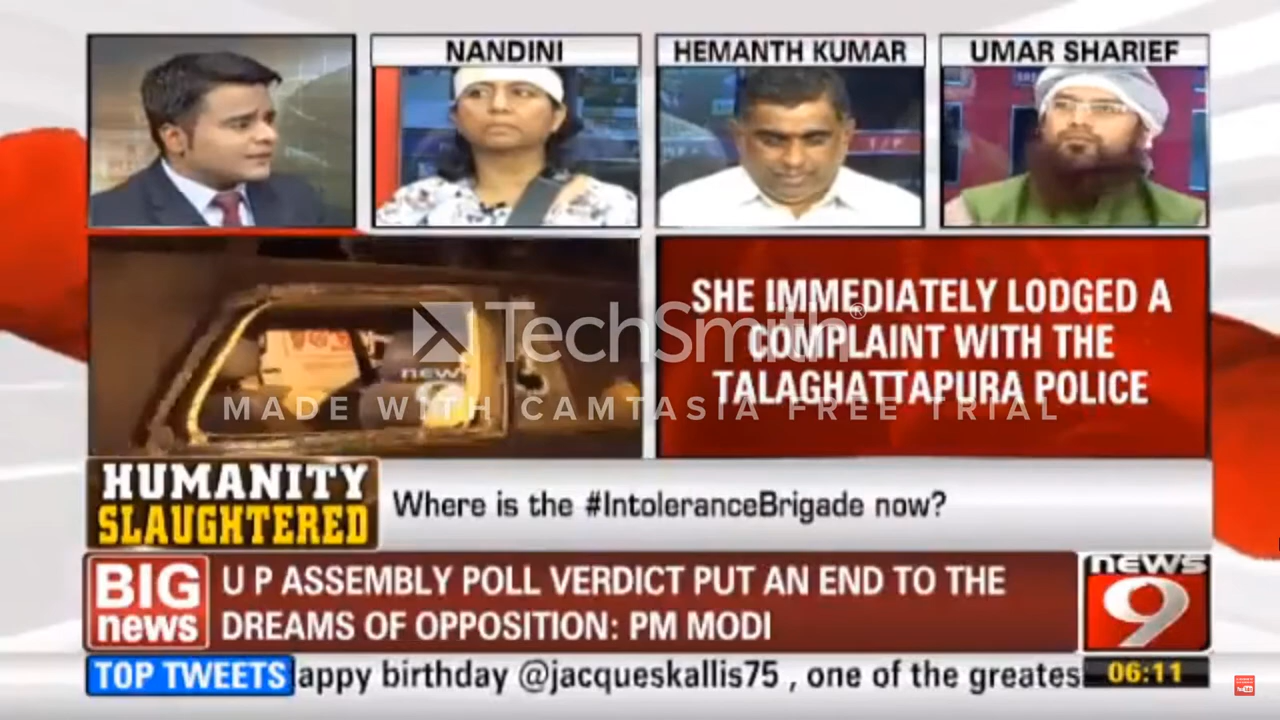 NANDINI
HEMANTH KUMAR
UMAR SHARIEF
SHE IMMEDIATELY LODGED A
COMPLAINT WITH THE
TALAGHATTAPURA POLICE
TechSmith®
NEWS
9
MADE WITH CAMTASIA FREE TRIAL
HUMANITY
SLAUGHTERED
Where is the #IntoleranceBrigade now?
BIG
news
U P ASSEMBLY POLL VERDICT PUT AN END TO THE
DREAMS OF OPPOSITION: PM MODI
NEWS
9
TOP TWEETS
appy birthday @jacqueskallis75 , one of the greates
06:11